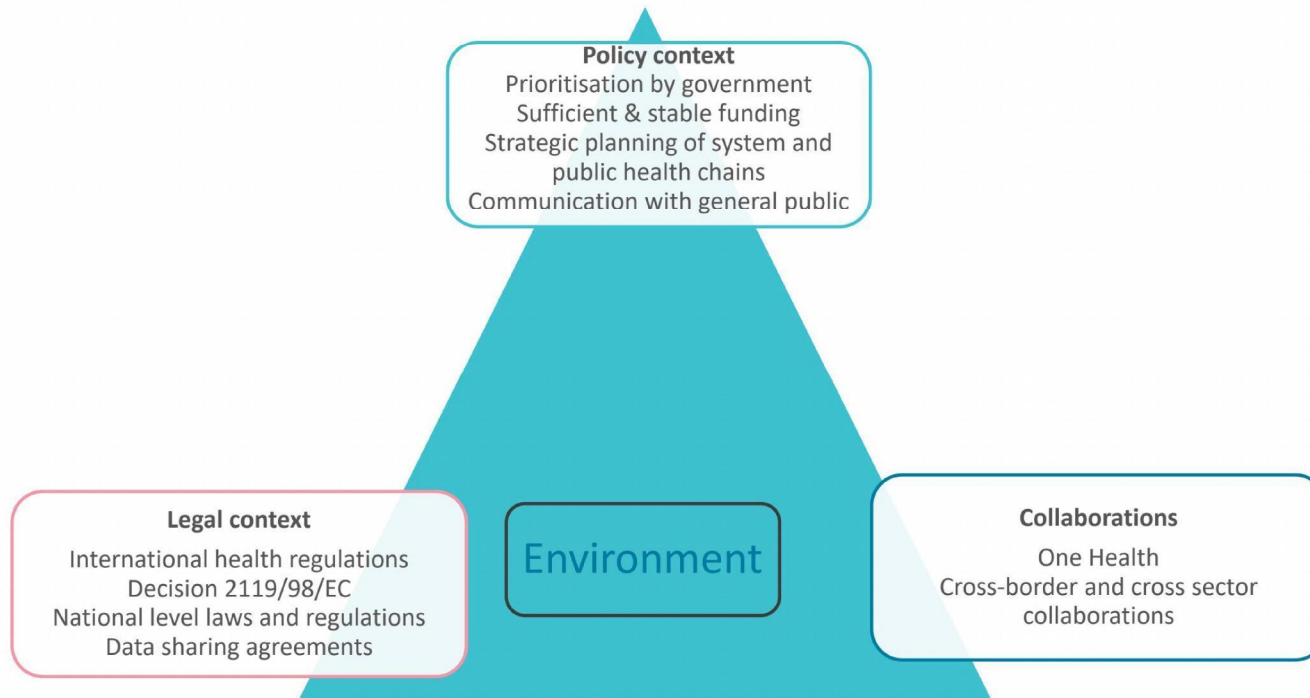 Policy context
Prioritisation by government
Sufficient & stable funding
Strategic planning of system and
public health chains
Communication with general public
Legal context
International health regulations
Decision 2119/98/EC
National level laws and regulations
Data sharing agreements
Environment
Collaborations
One Health
Cross-border and cross sector
collaborations